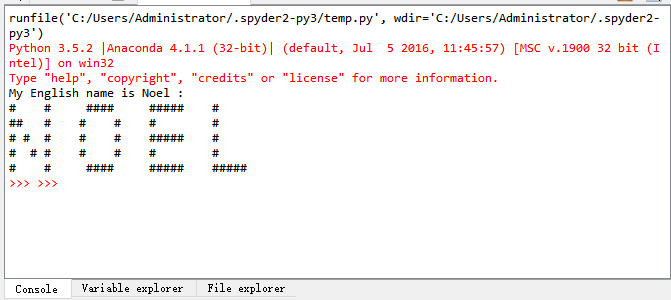 runfile('C:/Users/Administrator/.spyder2-py3/temp.py', wdir='C:/Users/Administrator/.spyder2-
py3')
Python 3.5.2 |Anaconda 4.1.1 (32-bit)| (default, Jul  5 2016, 11:45:57) [MSC v.1900 32 bit (I
ntel)] on win32
Type "help", "copyright", "credits" or "license" for more information.
My English name is Noel :
#    #     ####     #####    #
##   #    #    #    #        #
# #  #    #    #    #####    #
#  # #    #    #    #        #
#    #     ####     #####    #####
>>> >>>
Console   Variable explorer   File explorer